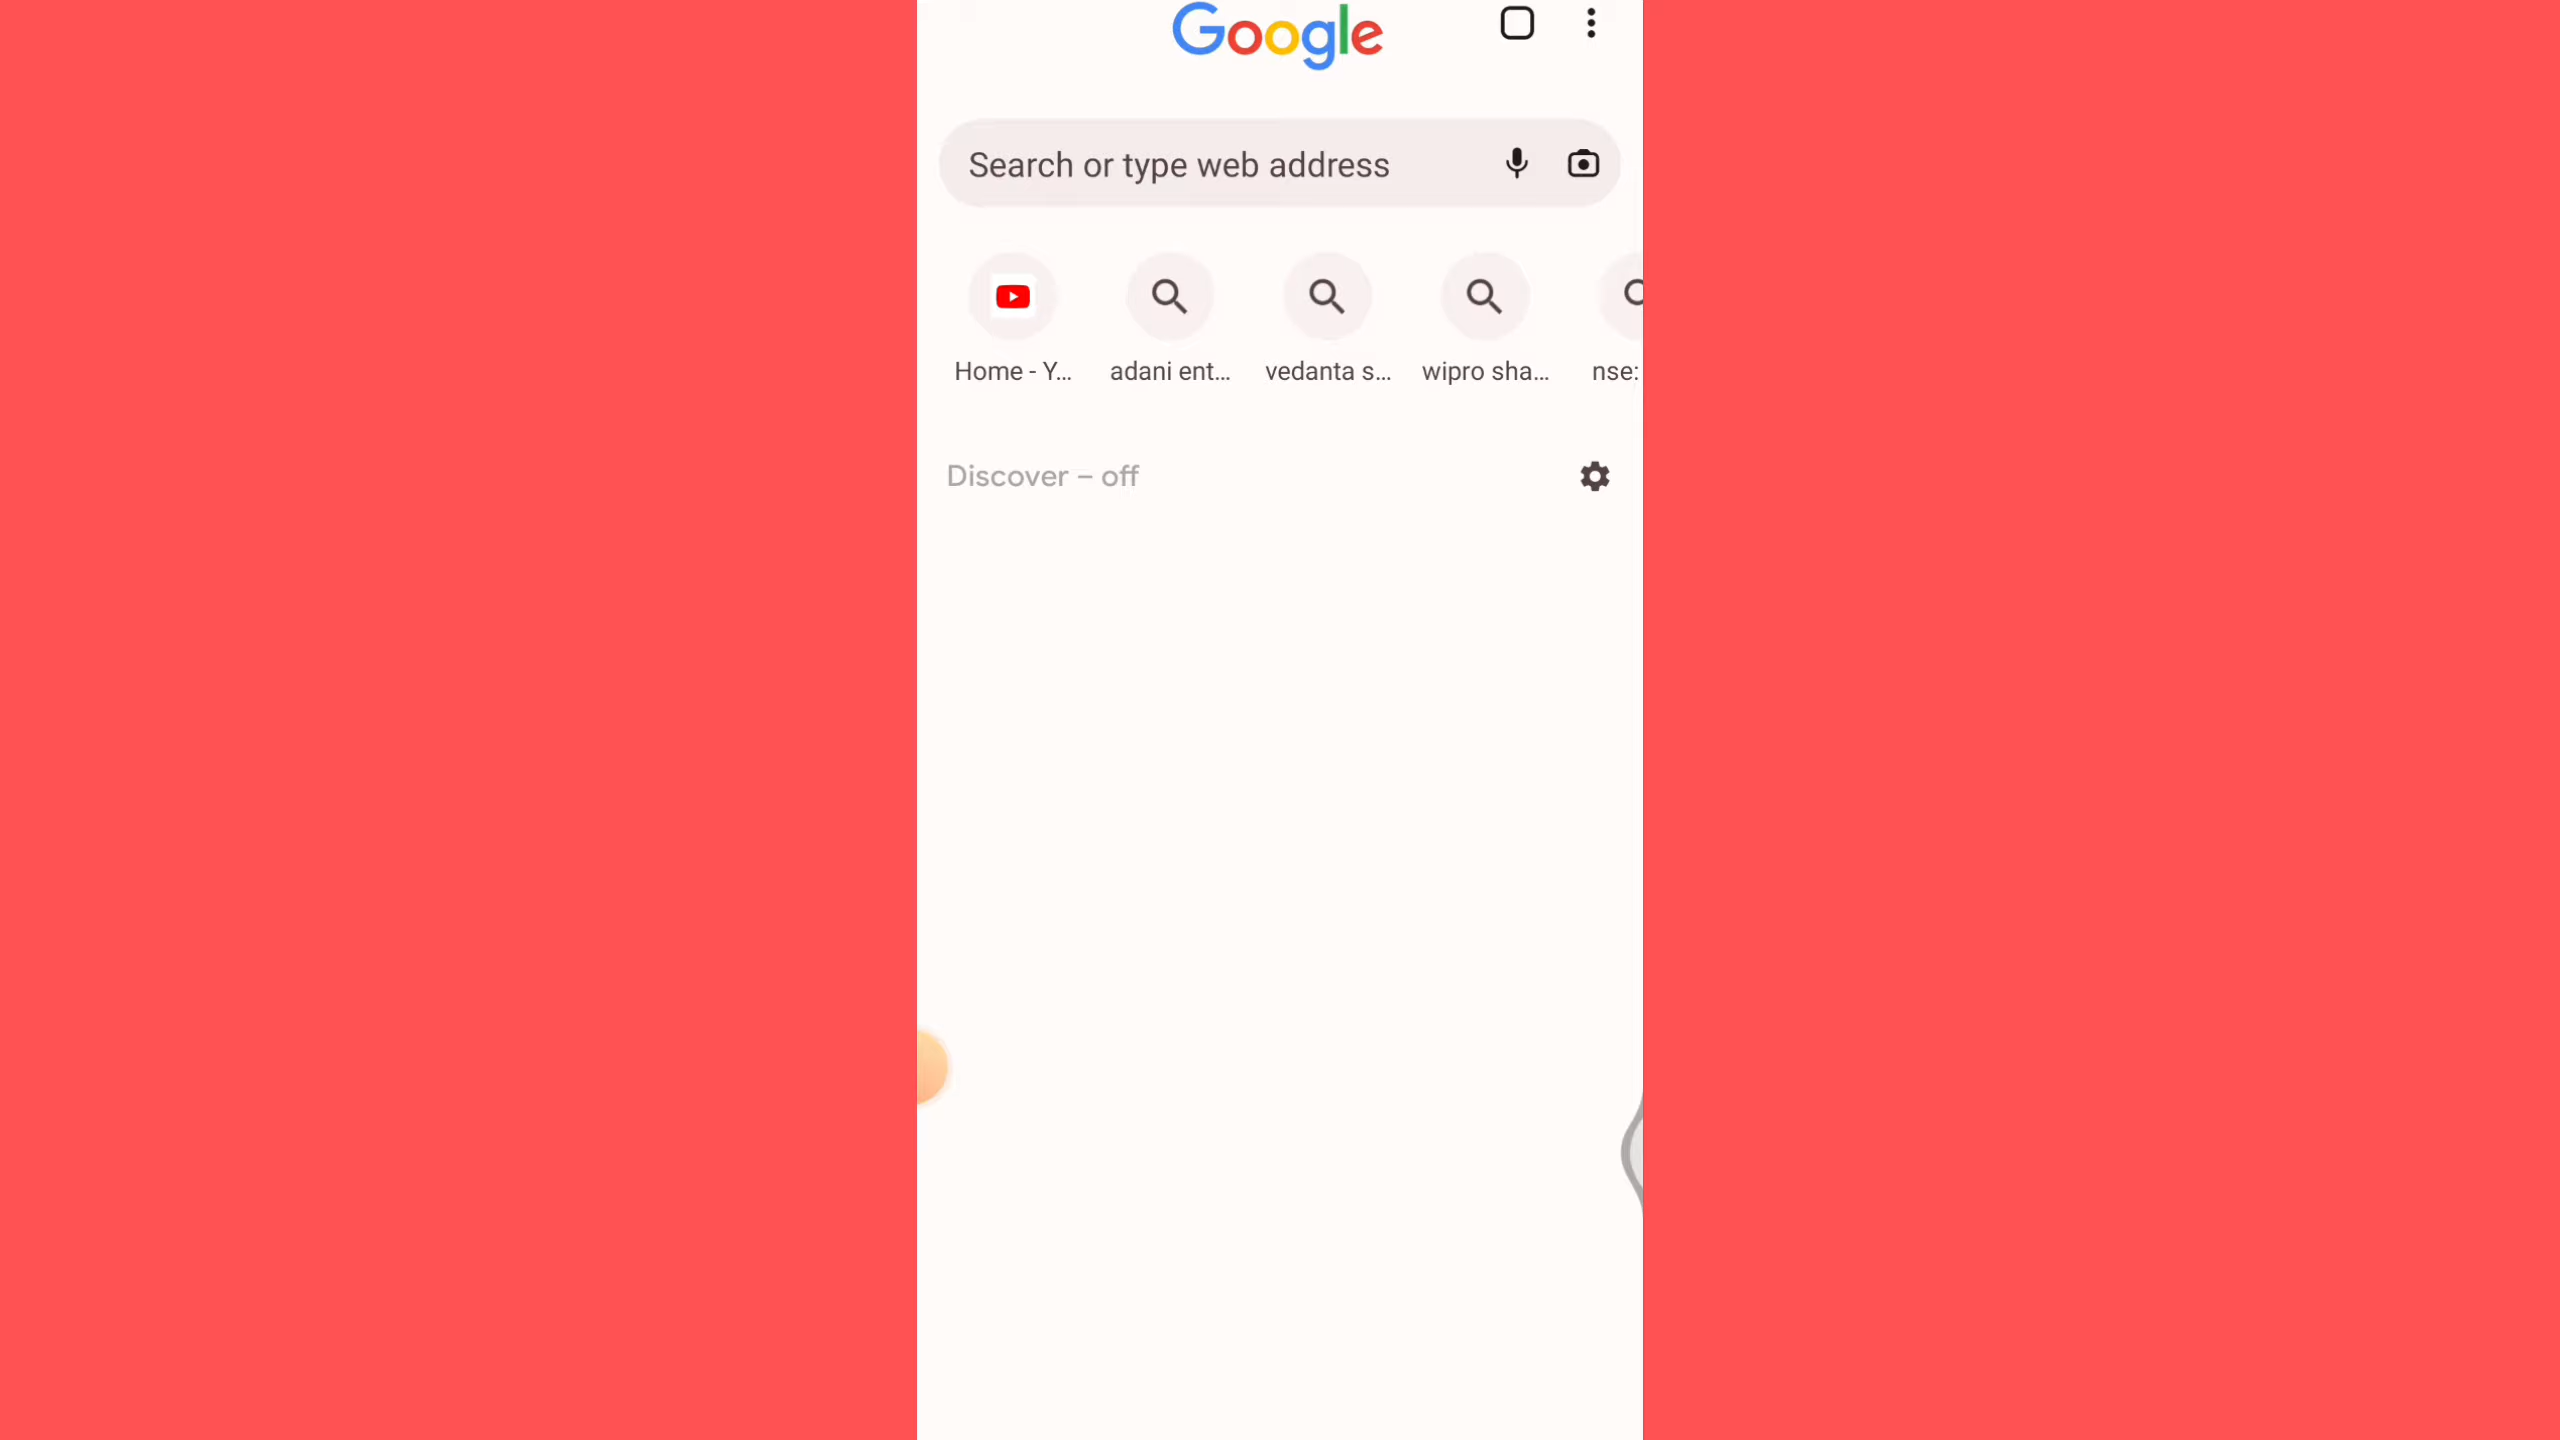 Google
Search or type web address
Home - Y...
adani ent...
vedanta s...
wipro sha...
nse:
Discover – off